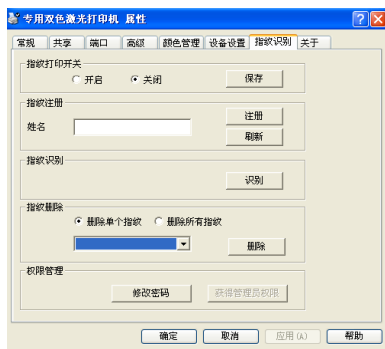 专用双色激光打印机 属性
常规 共享 端口 高级 颜色管理 设备设置 指纹识别 关于
指纹打印开关
开启 关闭 保存
指纹注册
注册
姓名
刷新
指纹识别
识别
指纹删除
删除单个指纹 删除所有指纹
删除
权限管理
修改密码 获得管理员权限
确定 取消 应用(A) 帮助